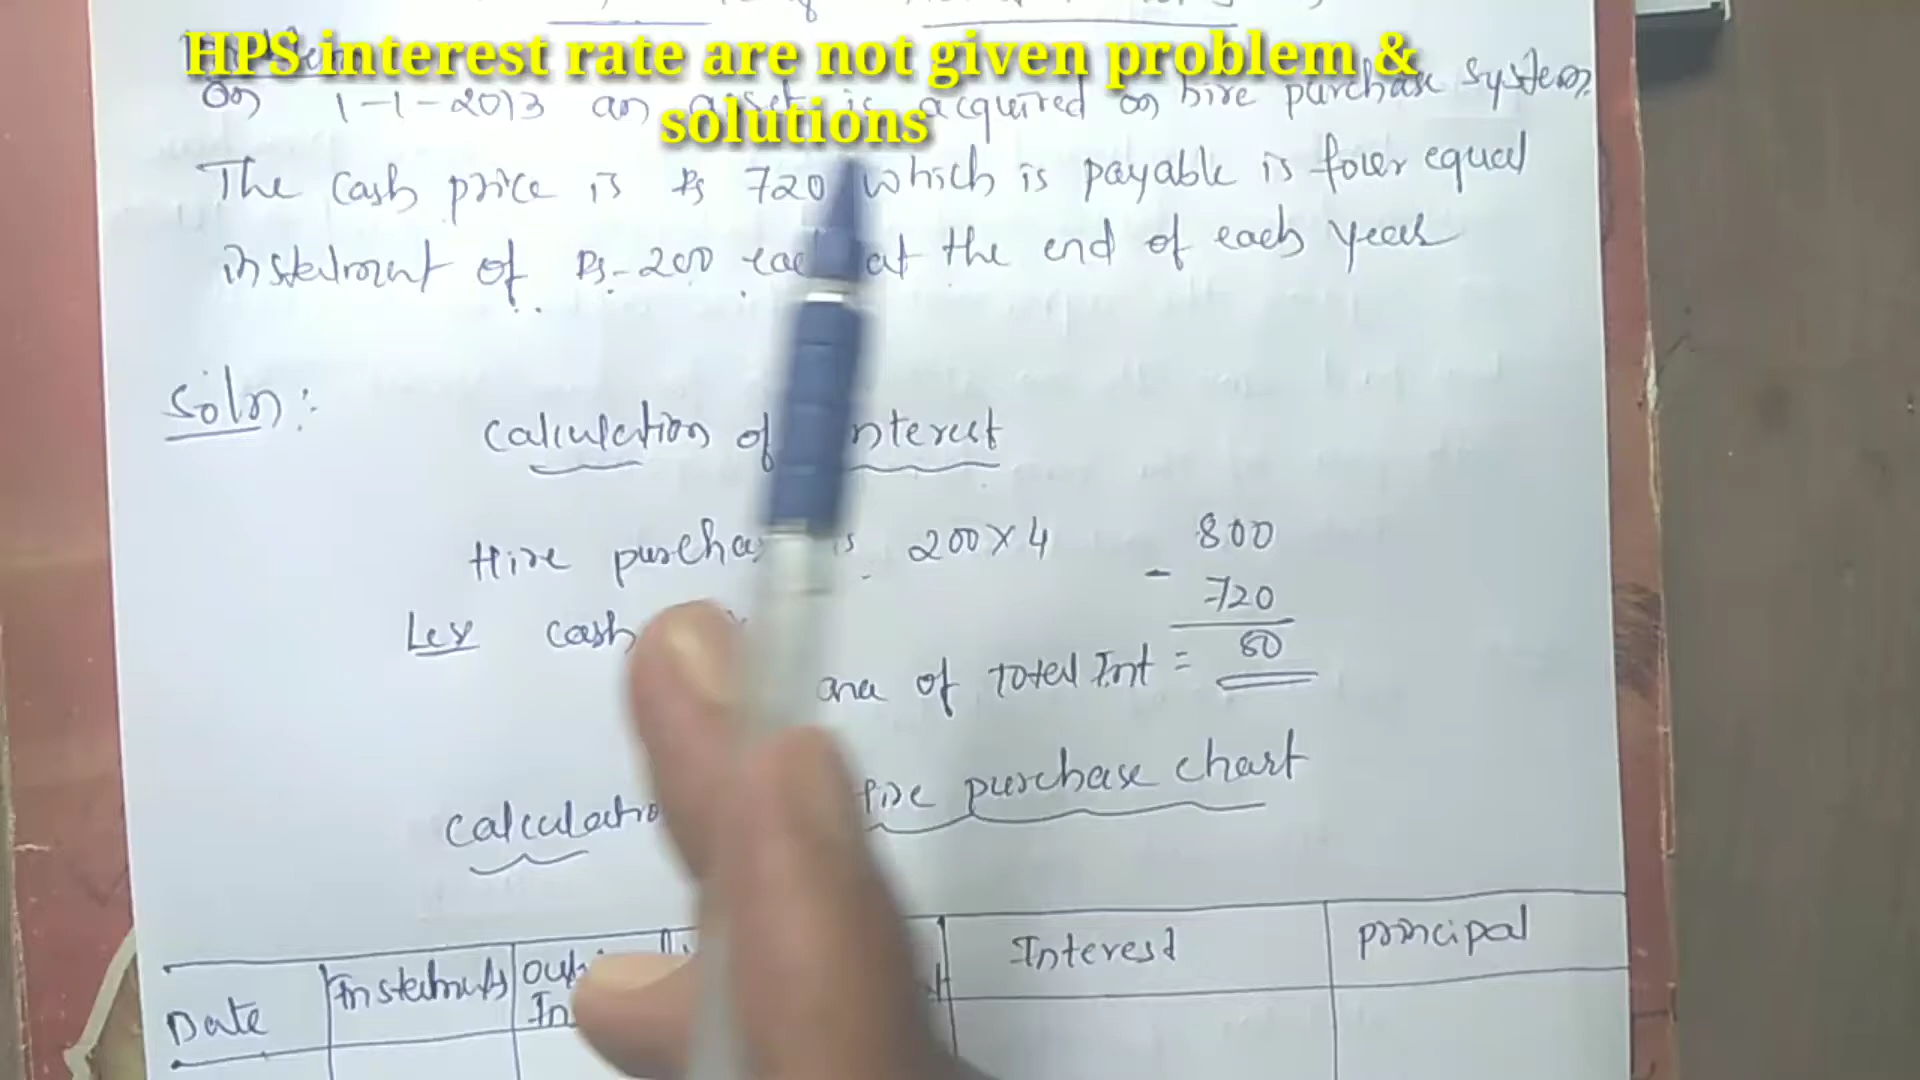 HPS interest rate are not given problem &
solutions
On 1-1-2013 an asset is acquired on hire purchase system
The cash price is Rs 720 which is payable is four equal
instalment of Rs-200 each at the end of each year
Soln:
Calculation of Interest
Hire purchase is 200 X 4 800
Less cash - 720
of Total Int = 80
calculation hire purchase chart
Date Instalments Interest principal